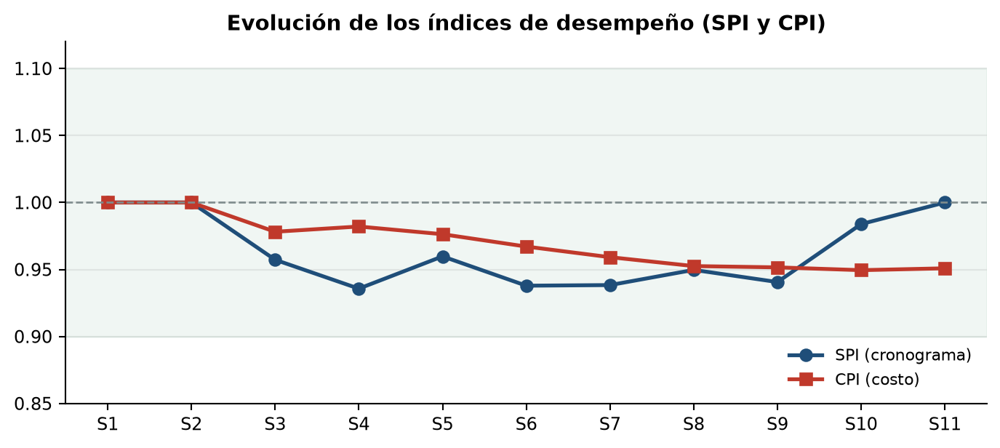 Evolución de los índices de desempeño (SPI y CPI)
1.10
1.05
1.00
0.95
0.90
0.85
SPI (cronograma)
CPI (costo)
S1 S2 S3 S4 S5 S6 S7 S8 S9 S10 S11